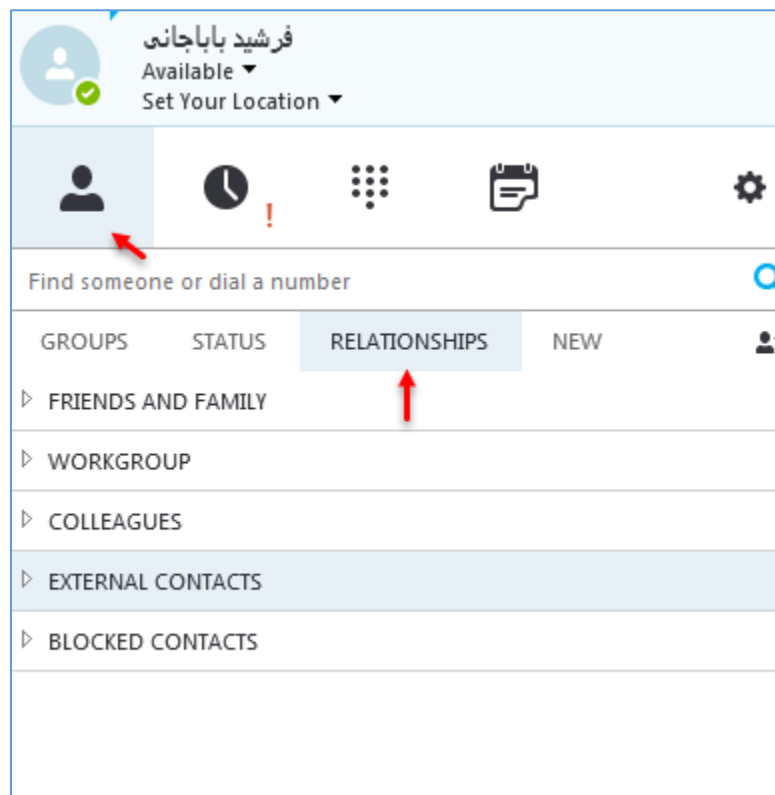 فرشید باباجانی
Available
Set Your Location
!
Find someone or dial a number
GROUPS STATUS RELATIONSHIPS NEW
FRIENDS AND FAMILY
WORKGROUP
COLLEAGUES
EXTERNAL CONTACTS
BLOCKED CONTACTS